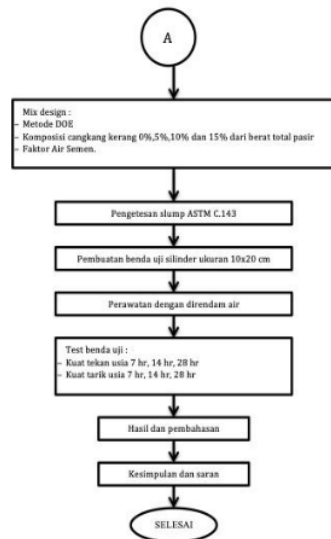 A
Mix design :
- Metode DOE
- Komposisi cangkang kerang 0%,5%,10% dan 15% dari berat total pasir
- Faktor Air Semen.
Pengetesan slump ASTM C.143
Pembuatan benda uji silinder ukuran 10x20 cm
Perawatan dengan direndam air
Test benda uji :
- Kuat tekan usia 7 hr, 14 hr, 28 hr
- Kuat tarik usia 7 hr, 14 hr, 28 hr
Hasil dan pembahasan
Kesimpulan dan saran
SELESAI